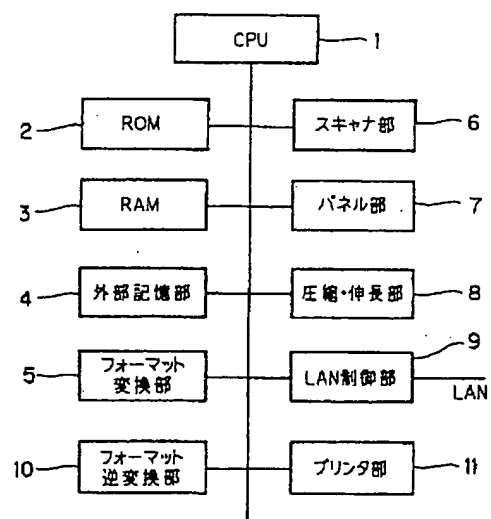 CPU
1
2
ROM
スキャナ部
6
3
RAM
パネル部
7
4
外部記憶部
圧縮・伸長部
8
5
フォーマット
変換部
LAN制御部
9
LAN
10
フォーマット
逆変換部
プリンタ部
11